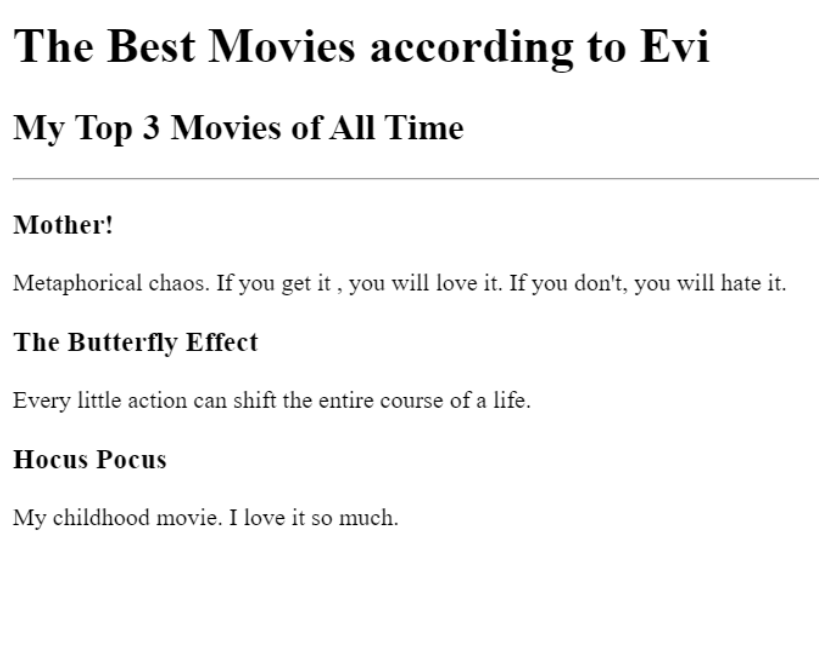 The Best Movies according to Evi
My Top 3 Movies of All Time
Mother!
Metaphorical chaos. If you get it , you will love it. If you don't, you will hate it.
The Butterfly Effect
Every little action can shift the entire course of a life.
Hocus Pocus
My childhood movie. I love it so much.